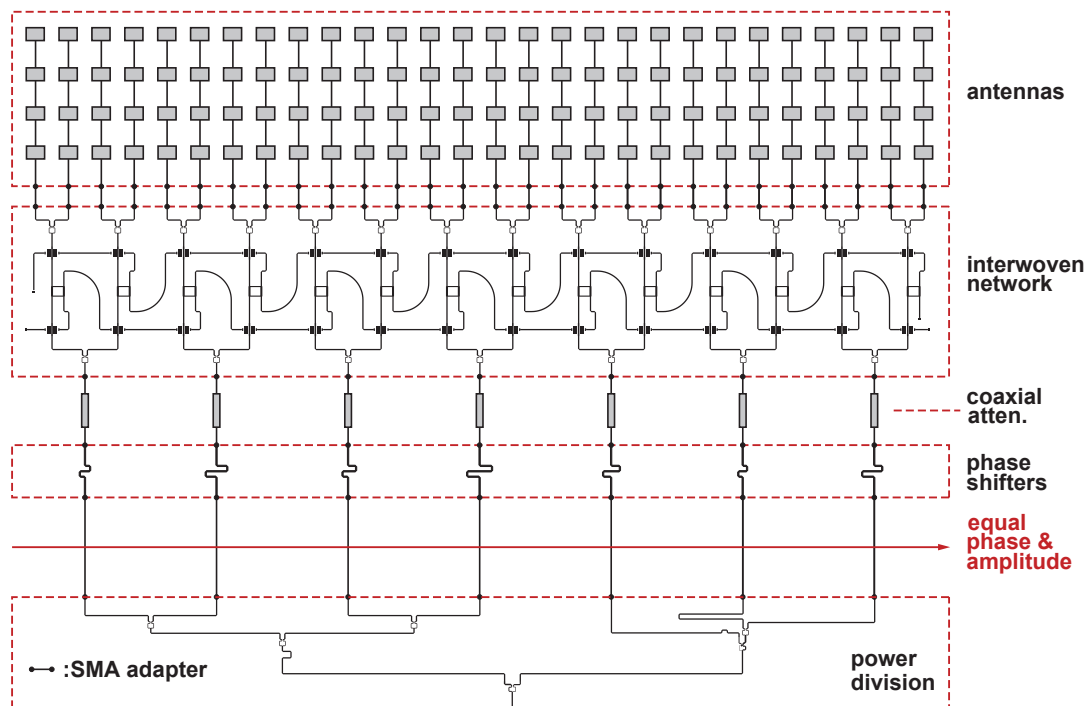 antennas
interwoven
network
coaxial
atten.
phase
shifters
equal
phase &
amplitude
:SMA adapter
power
division